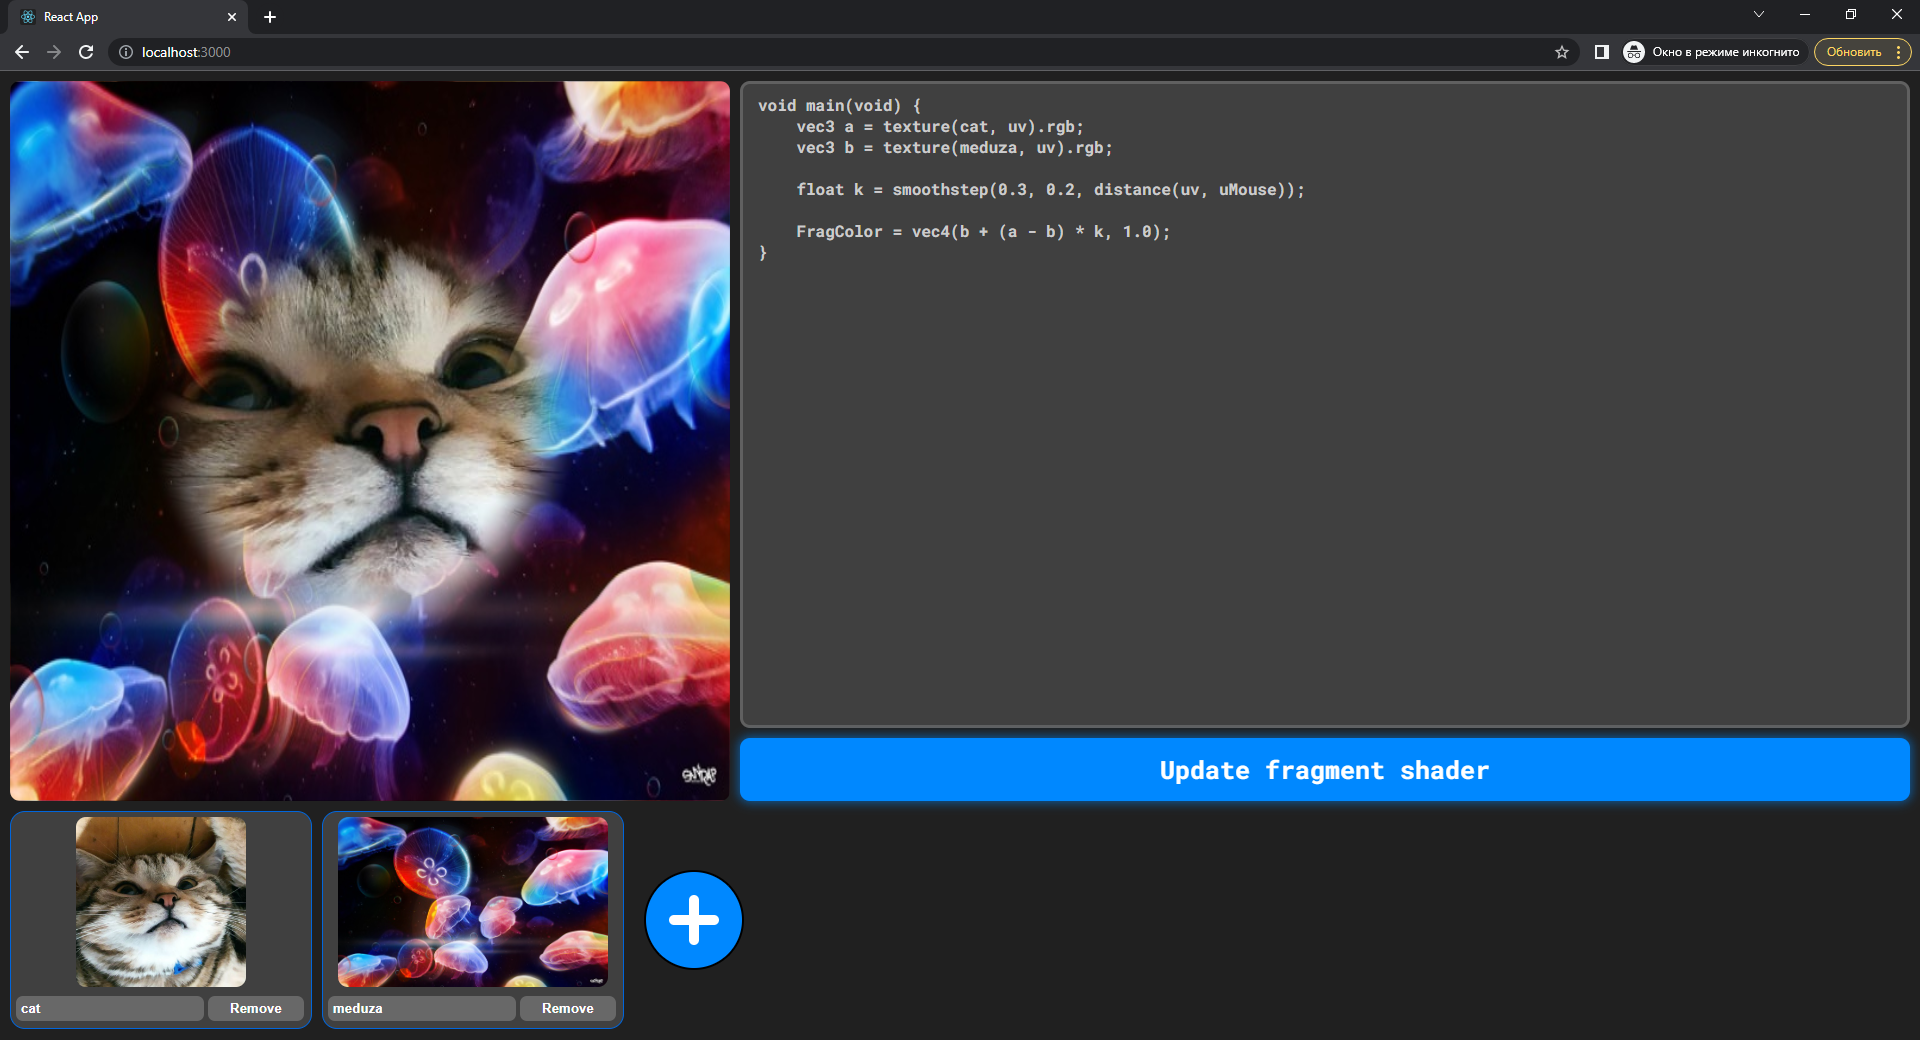 React App
localhost:3000
Окно в режиме инкогнито
Обновить
void main(void) {
    vec3 a = texture(cat, uv).rgb;
    vec3 b = texture(meduza, uv).rgb;
    float k = smoothstep(0.3, 0.2, distance(uv, uMouse));
    FragColor = vec4(b + (a - b) * k, 1.0);
}
Update fragment shader
cat
Remove
meduza
Remove